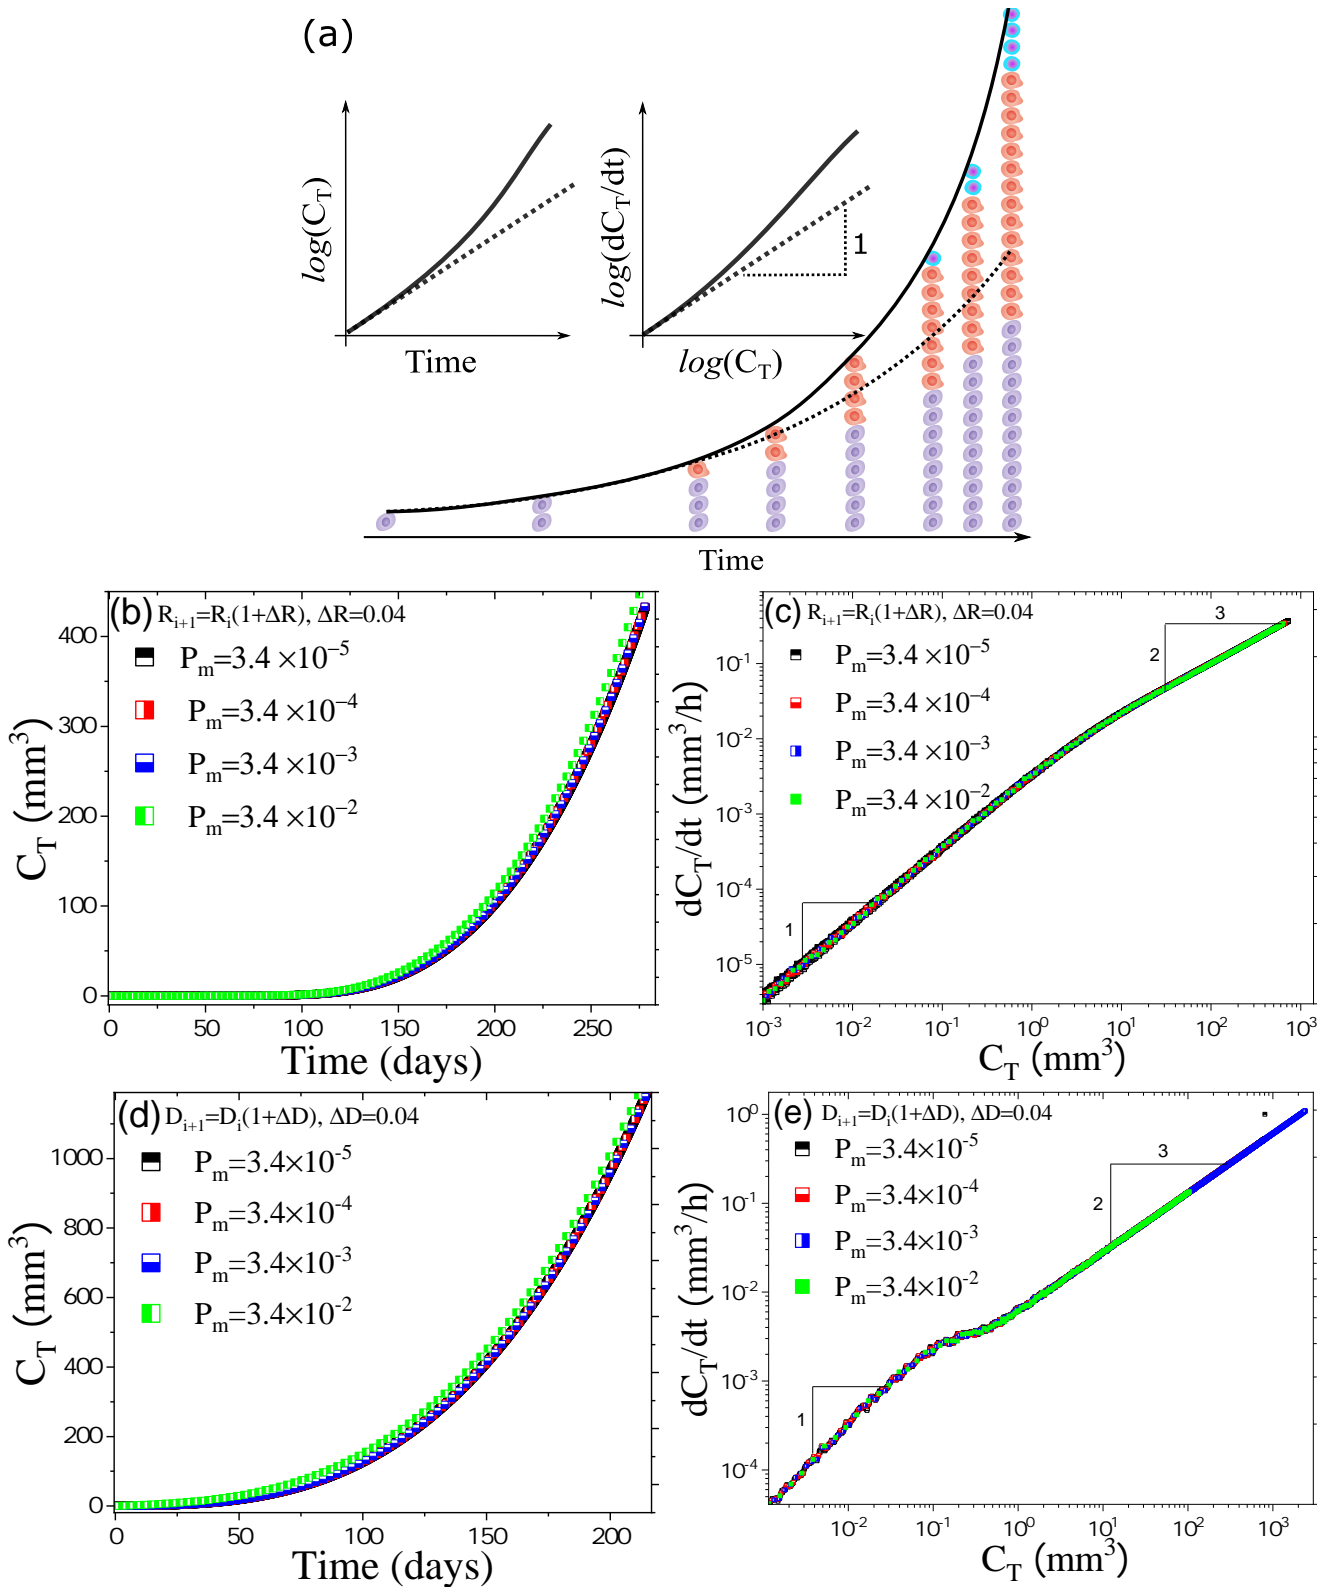 (a)
log(C_T)
Time
log(dC_T/dt)
1
log(C_T)
Time
(b) R_{i+1}=R_i(1+ΔR), ΔR=0.04
P_m=3.4 ×10^{-5}
P_m=3.4 ×10^{-4}
P_m=3.4 ×10^{-3}
P_m=3.4 ×10^{-2}
C_T (mm^3)
400
300
200
100
0
0 50 100 150 200 250
Time (days)
(c) R_{i+1}=R_i(1+ΔR), ΔR=0.04
P_m=3.4 ×10^{-5}
P_m=3.4 ×10^{-4}
P_m=3.4 ×10^{-3}
P_m=3.4 ×10^{-2}
3
2
1
dC_T/dt (mm^3/h)
10^{-1}
10^{-2}
10^{-3}
10^{-4}
10^{-5}
10^{-3} 10^{-2} 10^{-1} 10^0 10^1 10^2 10^3
C_T (mm^3)
(d) D_{i+1}=D_i(1+ΔD), ΔD=0.04
P_m=3.4×10^{-5}
P_m=3.4×10^{-4}
P_m=3.4×10^{-3}
P_m=3.4×10^{-2}
C_T (mm^3)
1000
800
600
400
200
0
0 50 100 150 200
Time (days)
(e) D_{i+1}=D_i(1+ΔD), ΔD=0.04
P_m=3.4×10^{-5}
P_m=3.4×10^{-4}
P_m=3.4×10^{-3}
P_m=3.4×10^{-2}
3
2
1
dC_T/dt (mm^3/h)
10^0
10^{-1}
10^{-2}
10^{-3}
10^{-4}
10^{-2} 10^{-1} 10^0 10^1 10^2 10^3
C_T (mm^3)